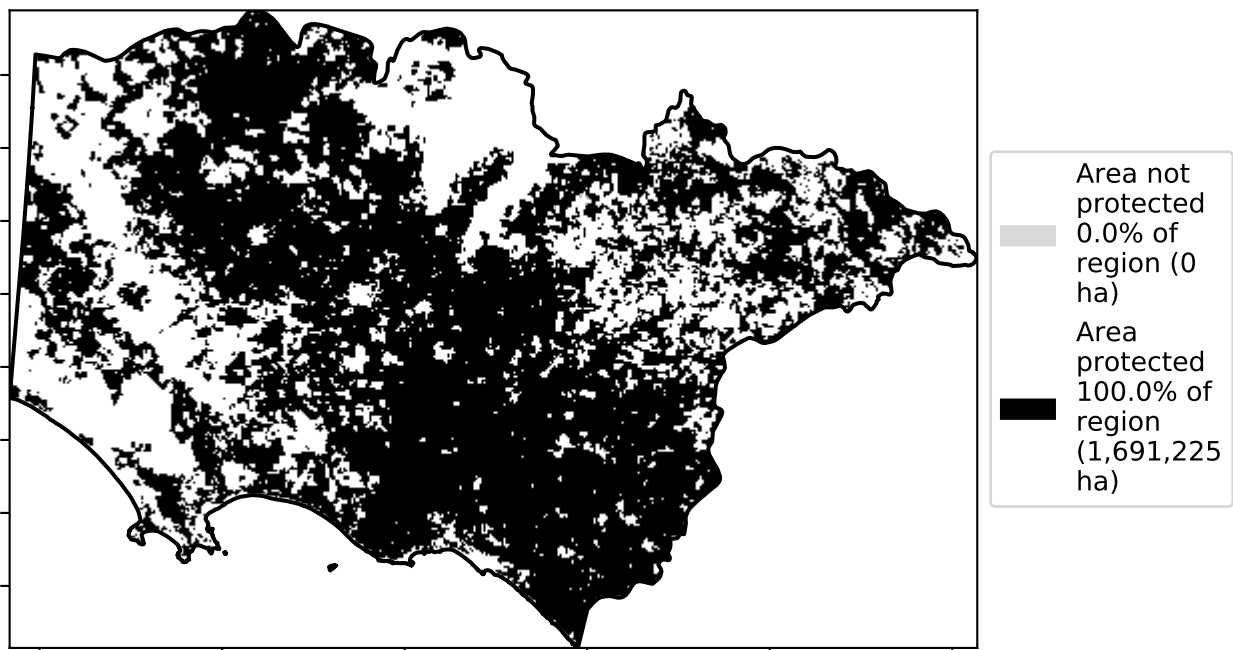 Area not
protected
0.0% of
region (0
ha)
Area
protected
100.0% of
region
(1,691,225
ha)